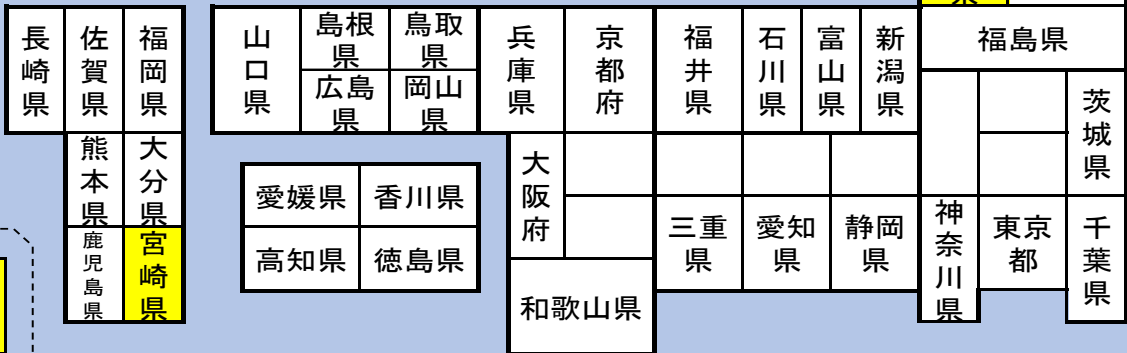 県
長崎県
佐賀県
福岡県
山口県
島根県
鳥取県
広島県
岡山県
兵庫県
京都府
福井県
石川県
富山県
新潟県
福島県
茨城県
熊本県
大分県
大阪府
愛媛県
香川県
高知県
徳島県
鹿児島県
宮崎県
三重県
愛知県
静岡県
神奈川県
東京都
千葉県
和歌山県